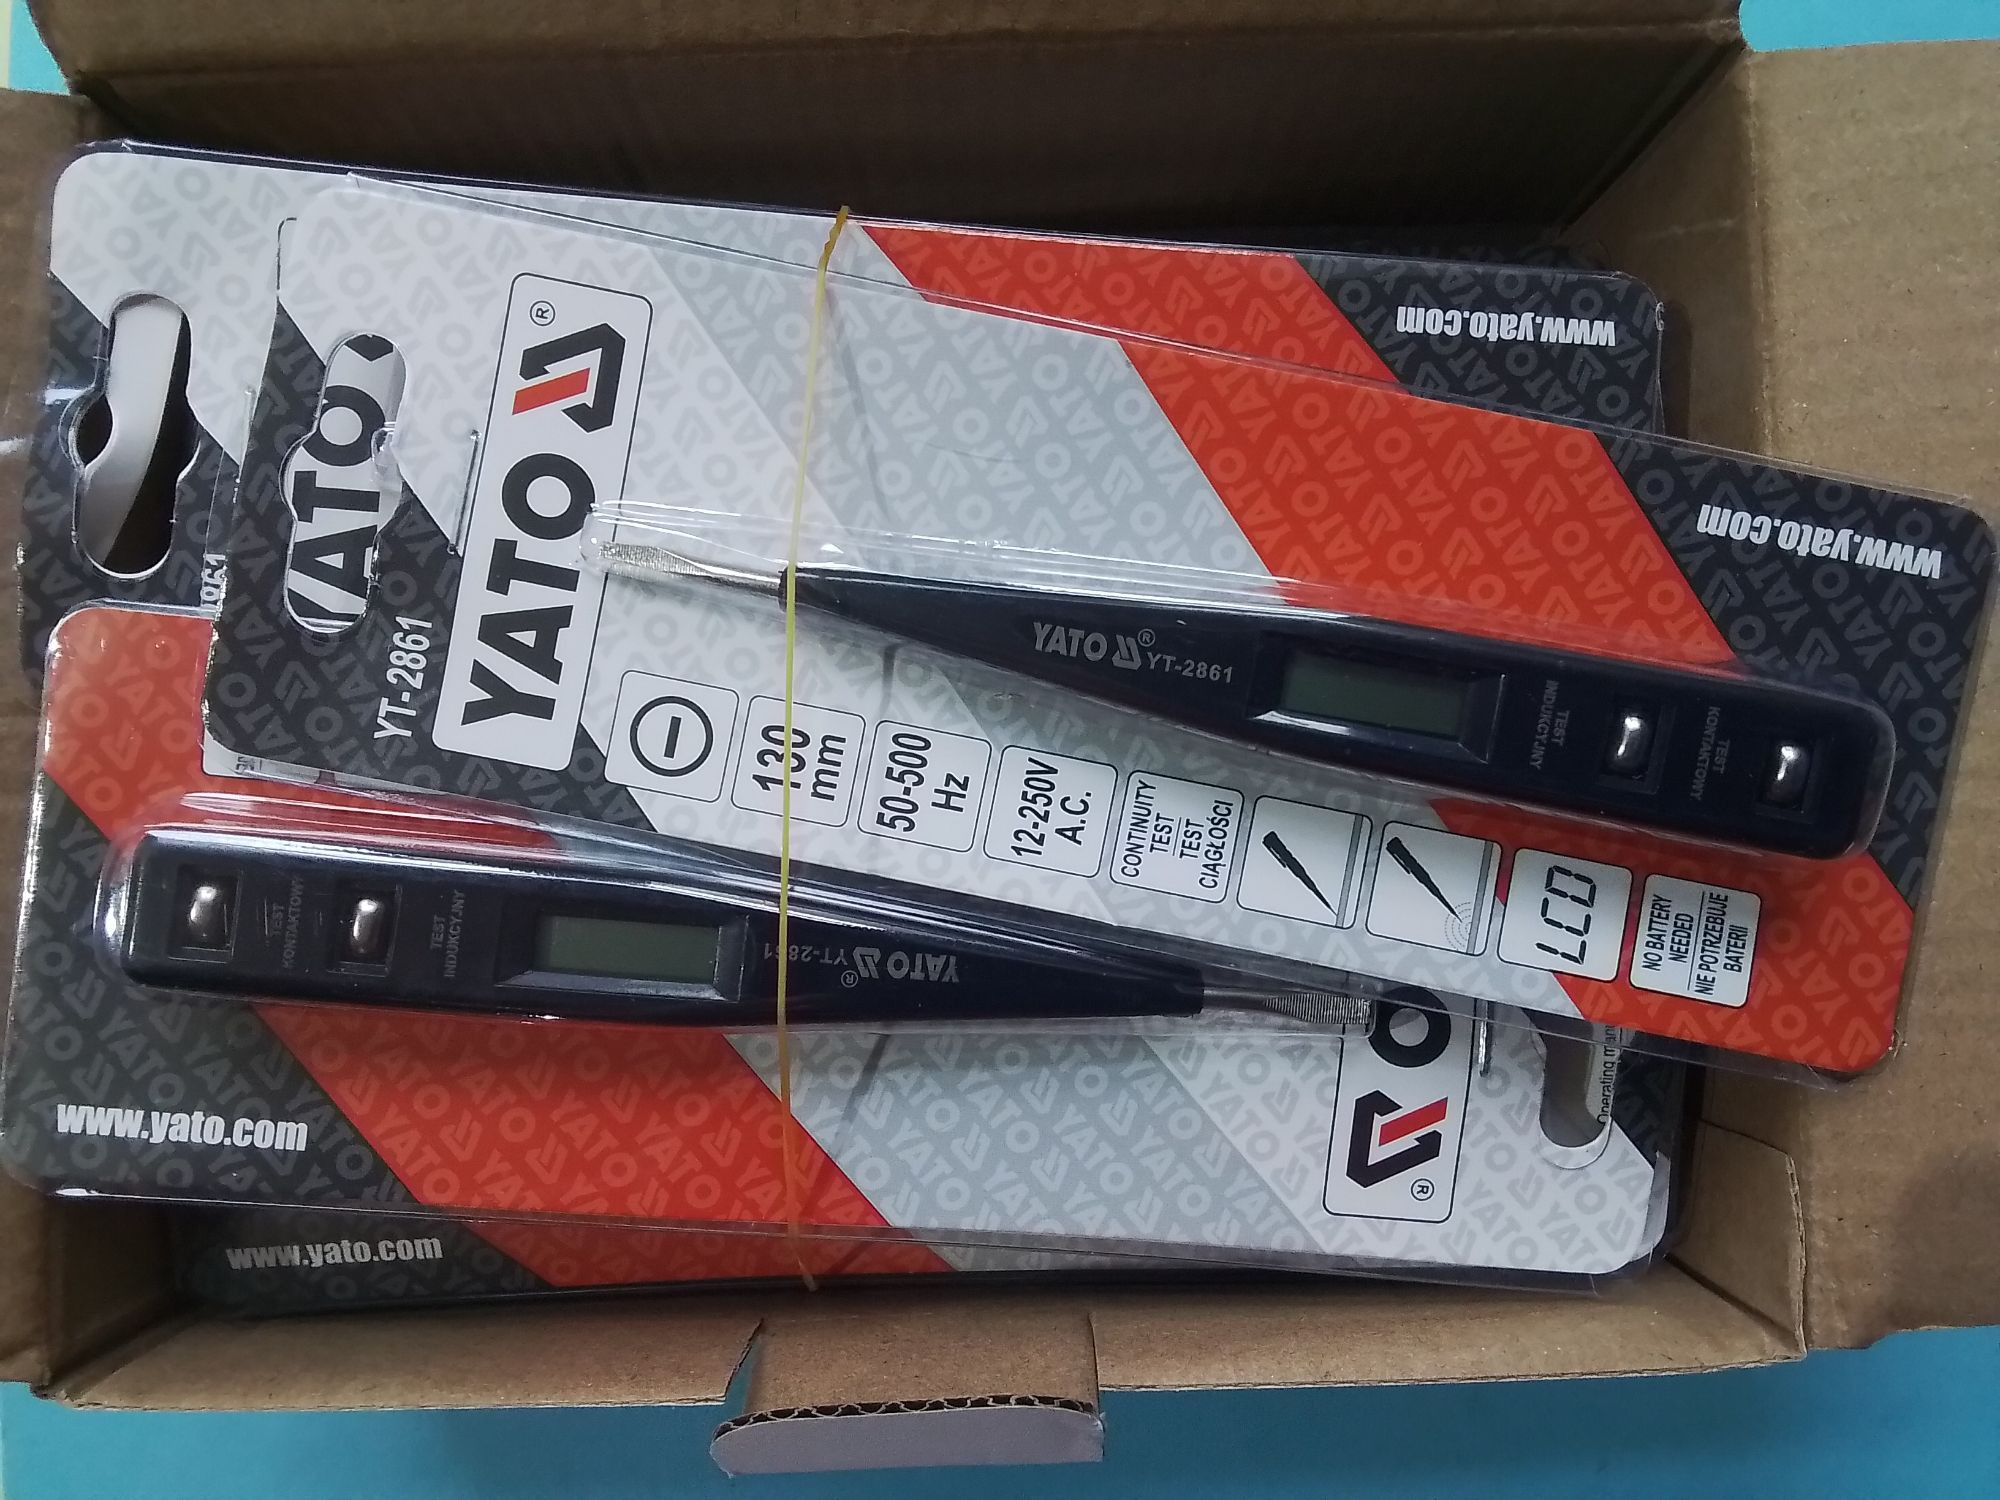 www.yato.com
www.yato.com
YATO
YT-2861
YATO ®
YATO ®
YT-2861
TEST
INDUKCYJNY
TEST
KONTAKTOWY
130
mm
50-500
Hz
12-250V
A.C.
CONTINUITY
TEST
TEST
CIĄGŁOŚCI
LCD
NO BATTERY
NEEDED
NIE POTRZEBUJE
BATERII
TEST
KONTAKTOWY
TEST
INDUKCYJNY
YATO ®
YT-2861
®
Operating
www.yato.com
www.yato.com